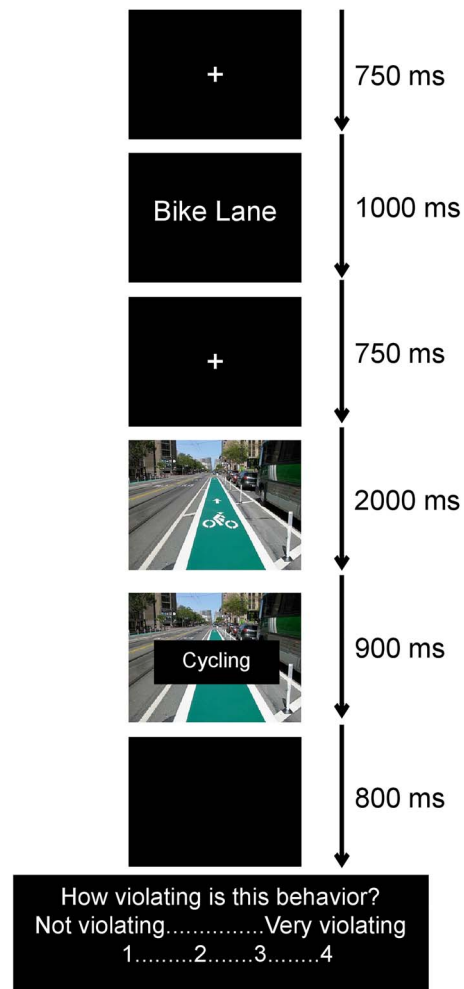 +
750 ms
Bike Lane
1000 ms
+
750 ms
2000 ms
Cycling
900 ms
800 ms
How violating is this behavior?
Not violating...............Very violating
1.........2.......3........4